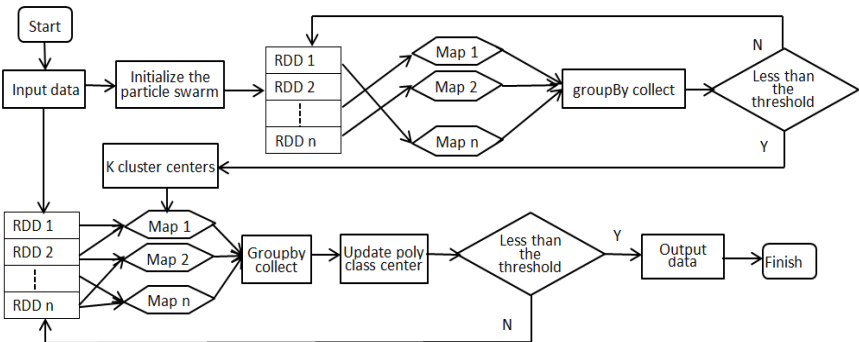 Start
Input data
Initialize the
particle swarm
RDD 1
RDD 2
RDD n
Map 1
Map 2
Map n
groupBy collect
Less than
the
threshold
N
Y
K cluster centers
RDD 1
RDD 2
RDD n
Map 1
Map 2
Map n
Groupby
collect
Update poly
class center
Less than
the
threshold
Y
N
Output
data
Finish